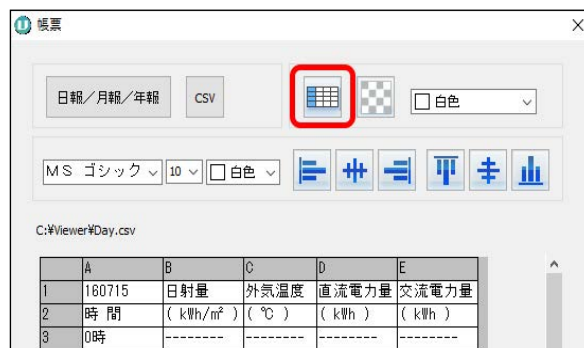 帳票
日報／月報／年報 CSV 白色
ＭＳ ゴシック 10 白色
C:¥Viewer¥Day.csv
A B C D E
1 160715 日射量 外気温度 直流電力量 交流電力量
2 時 間 ( kWh/㎡ ) ( ℃ ) ( kWh ) ( kWh )
3 0時 -------- -------- -------- --------